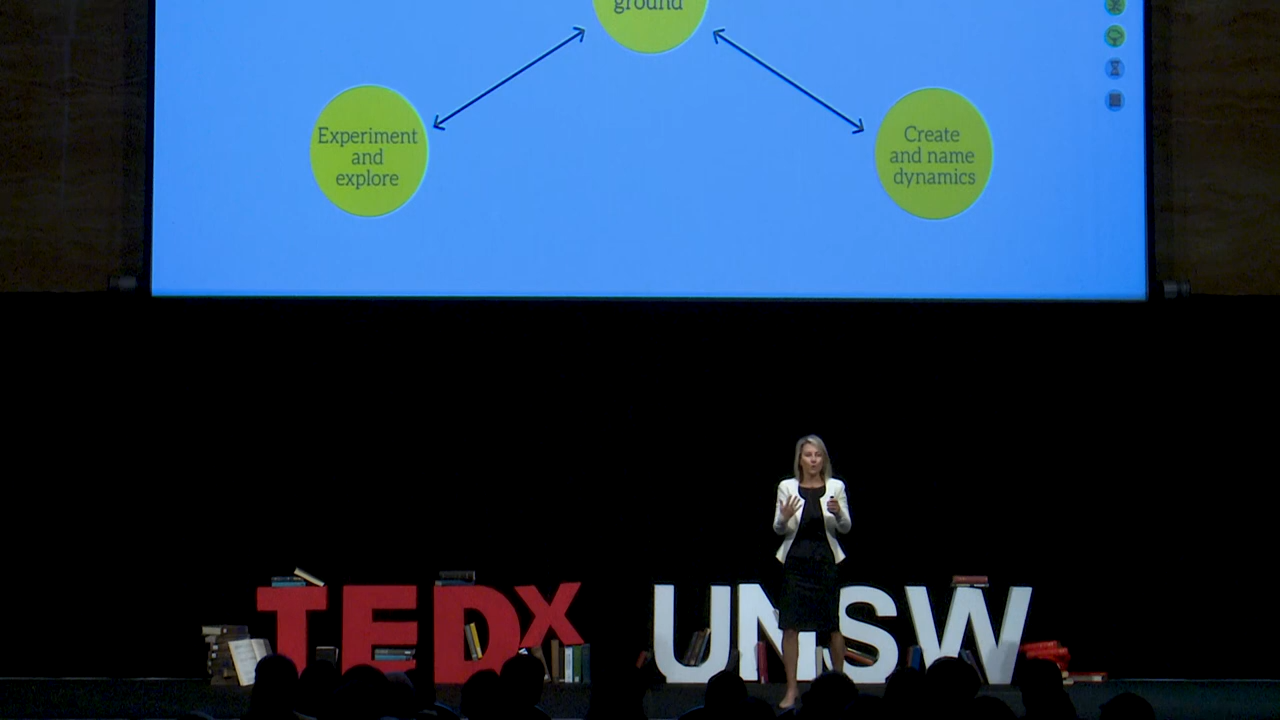 ground
Experiment
and
explore
Create
and name
dynamics
TEDx UNSW